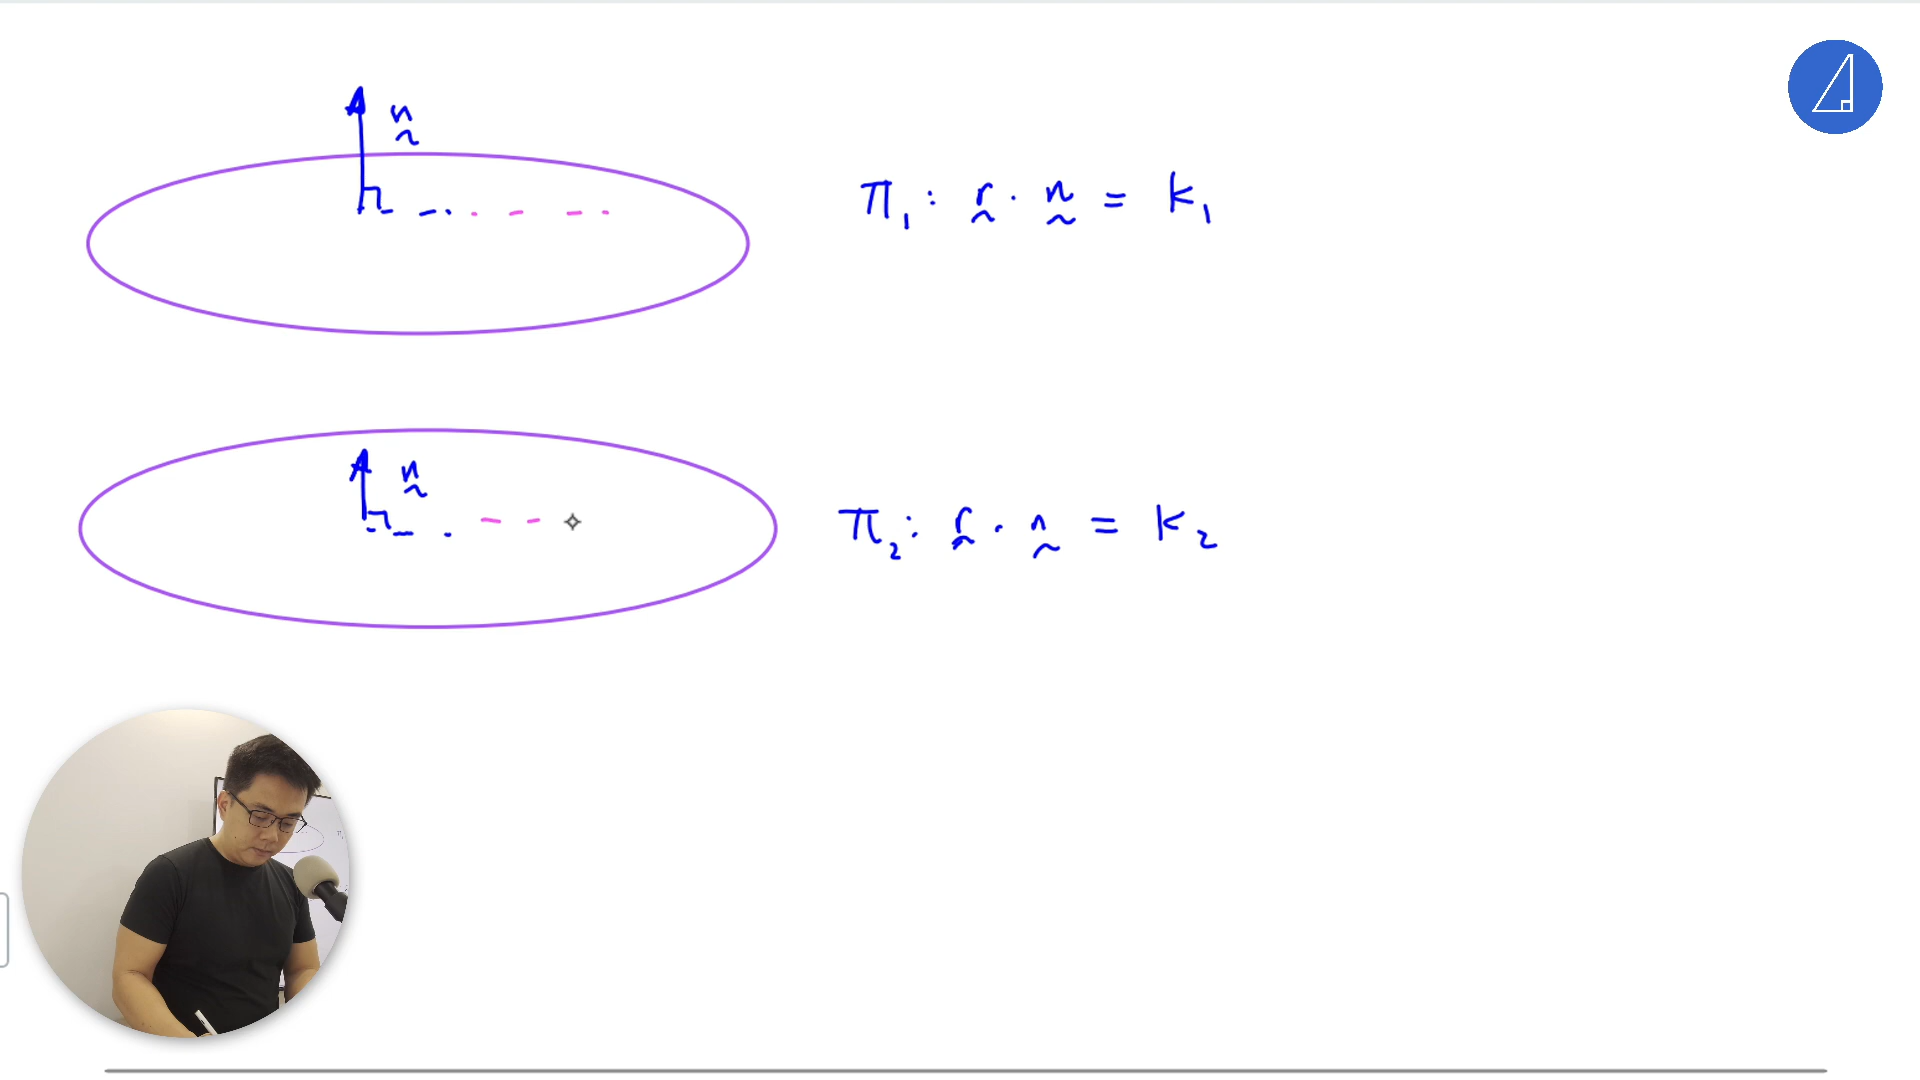 n
~
π₁: r̰ · ṋ = k₁
n
~
π₂: r̰ · ṋ = k₂